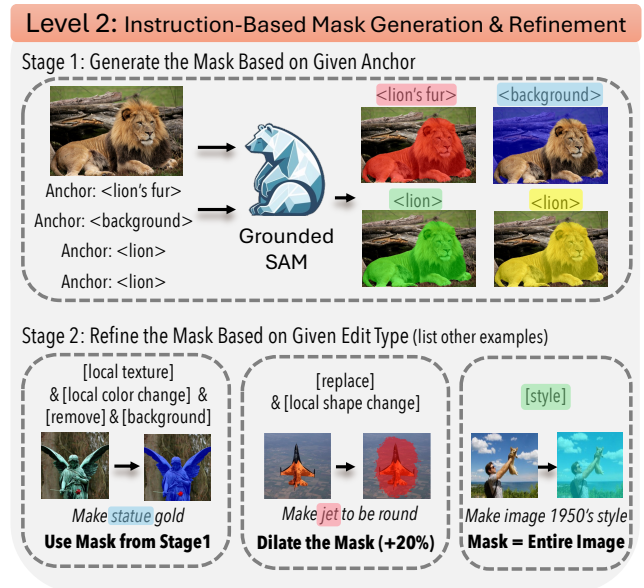 Level 2: Instruction-Based Mask Generation & Refinement
Stage 1: Generate the Mask Based on Given Anchor
<lion's fur>
<background>
Anchor: <lion's fur>
Anchor: <background>
Anchor: <lion>
Anchor: <lion>
Grounded
SAM
<lion>
<lion>
Stage 2: Refine the Mask Based on Given Edit Type (list other examples)
[local texture]
& [local color change] &
[remove] & [background]
Make statue gold
Use Mask from Stage1
[replace]
& [local shape change]
Make jet to be round
Dilate the Mask (+20%)
[style]
Make image 1950's style
Mask = Entire Image